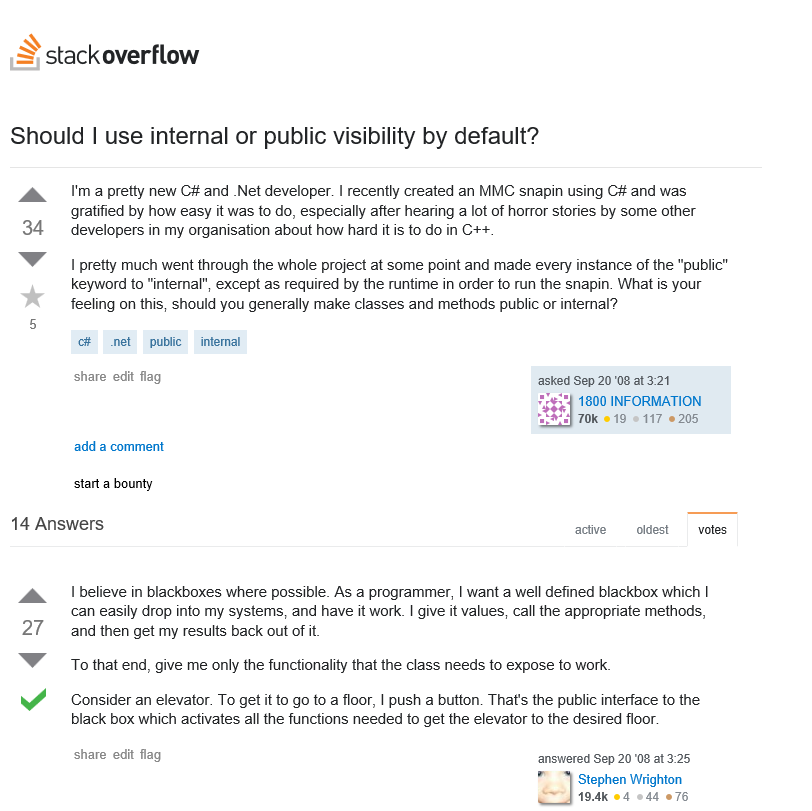 stackoverflow
Should I use internal or public visibility by default?
I'm a pretty new C# and .Net developer. I recently created an MMC snapin using C# and was
gratified by how easy it was to do, especially after hearing a lot of horror stories by some other
developers in my organisation about how hard it is to do in C++.
34
I pretty much went through the whole project at some point and made every instance of the "public"
keyword to "internal", except as required by the runtime in order to run the snapin. What is your
feeling on this, should you generally make classes and methods public or internal?
5
c# .net public internal
share edit flag
asked Sep 20 '08 at 3:21
1800 INFORMATION
70k 19 117 205
add a comment
start a bounty
14 Answers
active oldest votes
I believe in blackboxes where possible. As a programmer, I want a well defined blackbox which I
can easily drop into my systems, and have it work. I give it values, call the appropriate methods,
and then get my results back out of it.
27
To that end, give me only the functionality that the class needs to expose to work.
Consider an elevator. To get it to go to a floor, I push a button. That's the public interface to the
black box which activates all the functions needed to get the elevator to the desired floor.
share edit flag
answered Sep 20 '08 at 3:25
Stephen Wrighton
19.4k 4 44 76